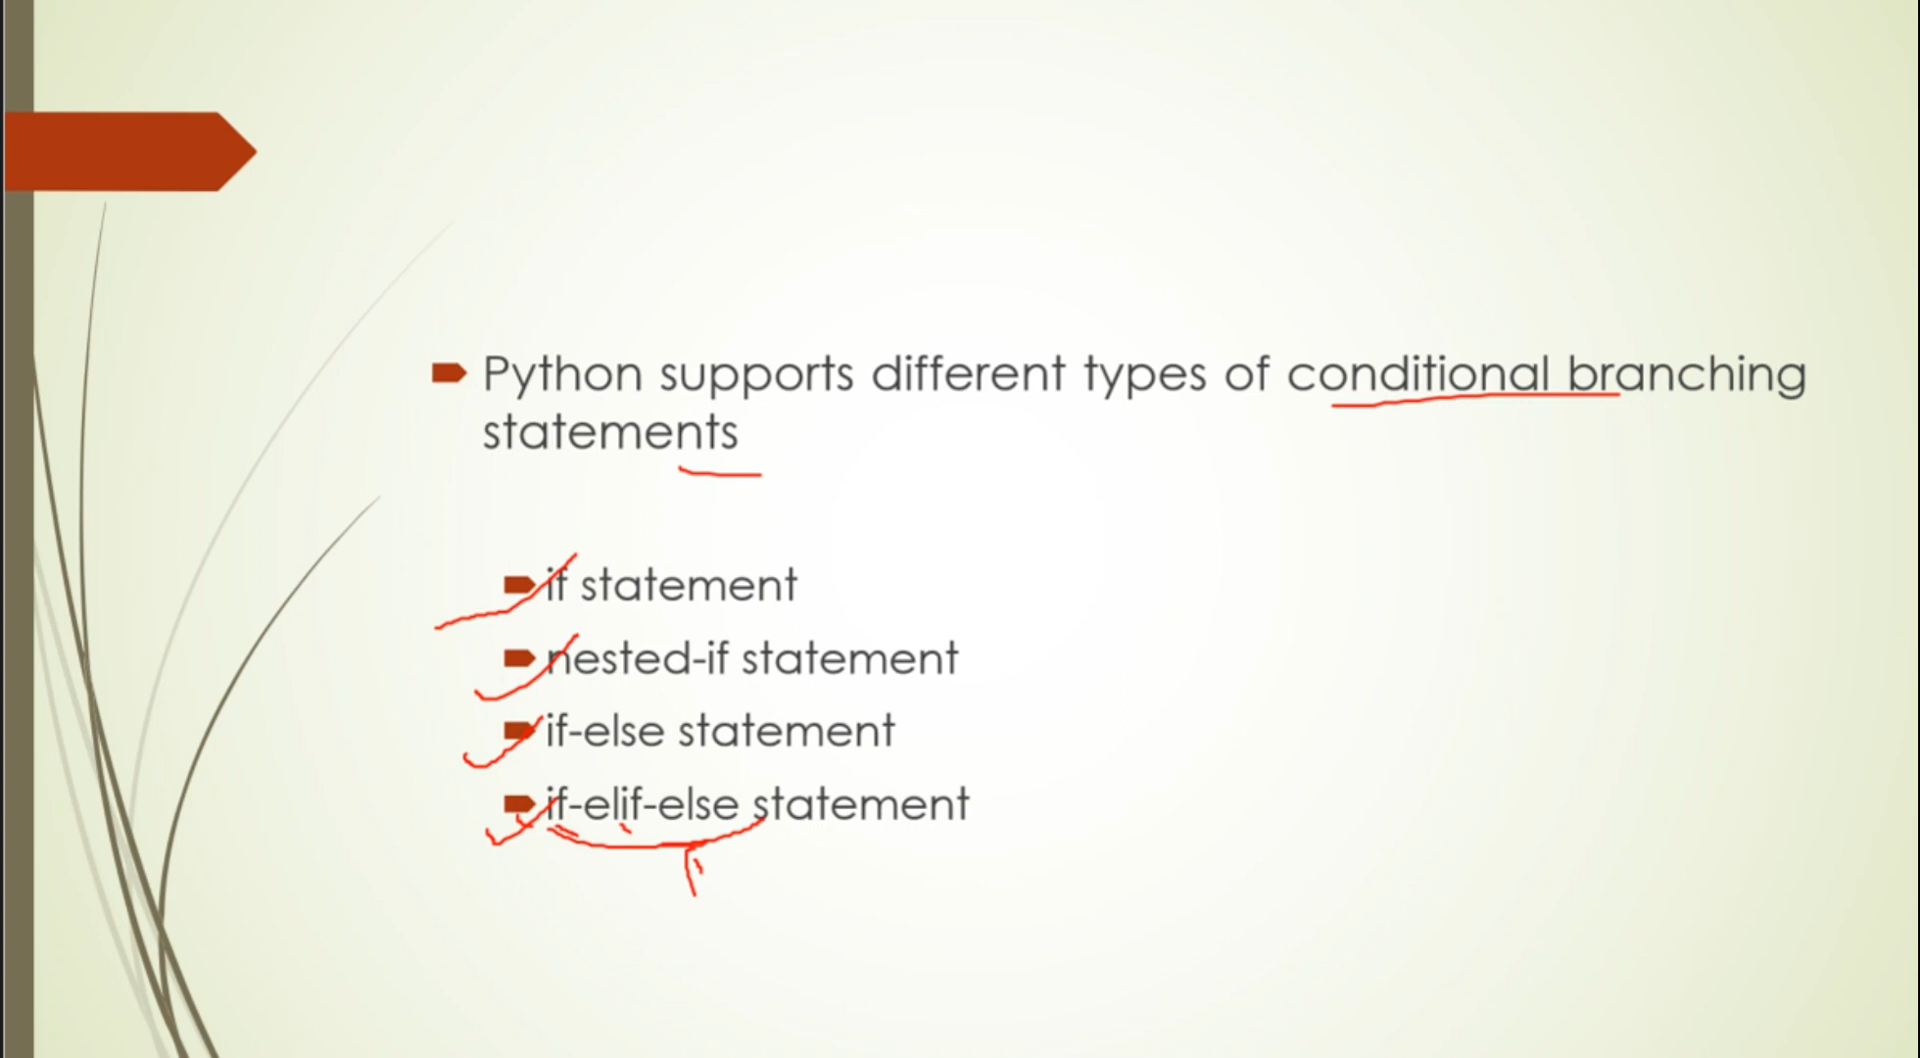 Python supports different types of conditional branching
statements
if statement
nested-if statement
if-else statement
if-elif-else statement